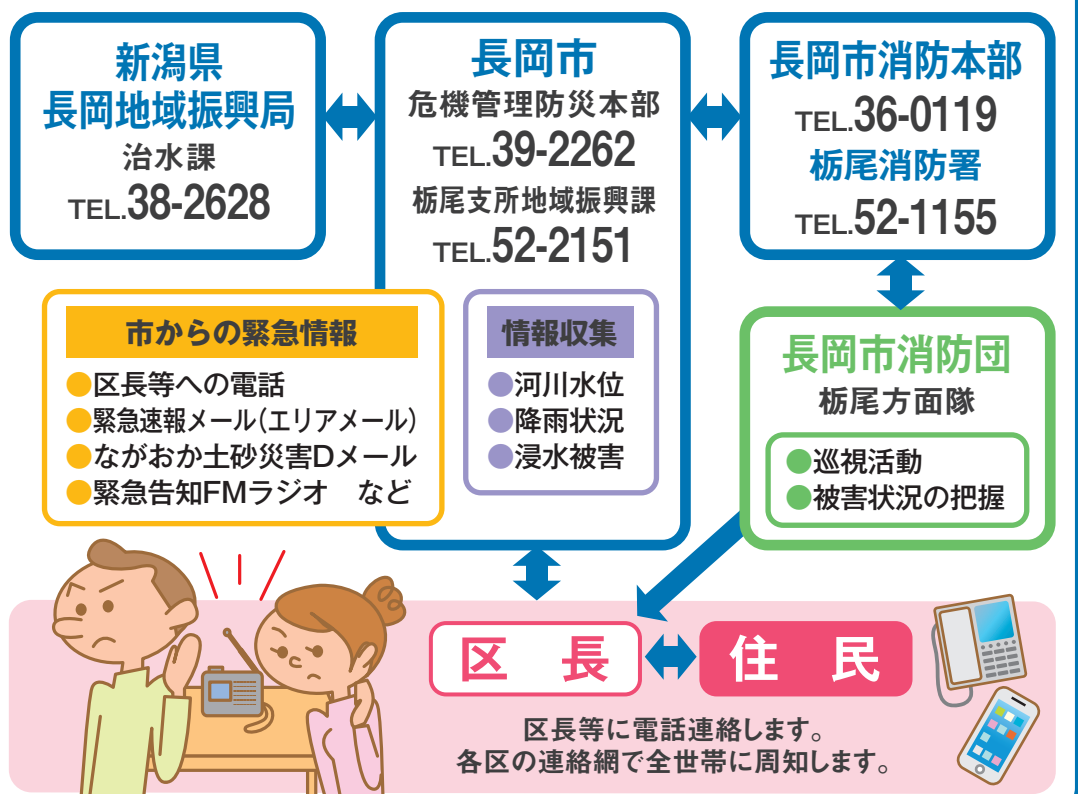 新潟県
長岡地域振興局
治水課
TEL.38-2628
長岡市
危機管理防災本部
TEL.39-2262
栃尾支所地域振興課
TEL.52-2151
長岡市消防本部
TEL.36-0119
栃尾消防署
TEL.52-1155
市からの緊急情報
●区長等への電話
●緊急速報メール(エリアメール)
●ながおか土砂災害Dメール
●緊急告知FMラジオ　など
情報収集
●河川水位
●降雨状況
●浸水被害
長岡市消防団
栃尾方面隊
●巡視活動
●被害状況の把握
区　長
住　民
区長等に電話連絡します。
各区の連絡網で全世帯に周知します。